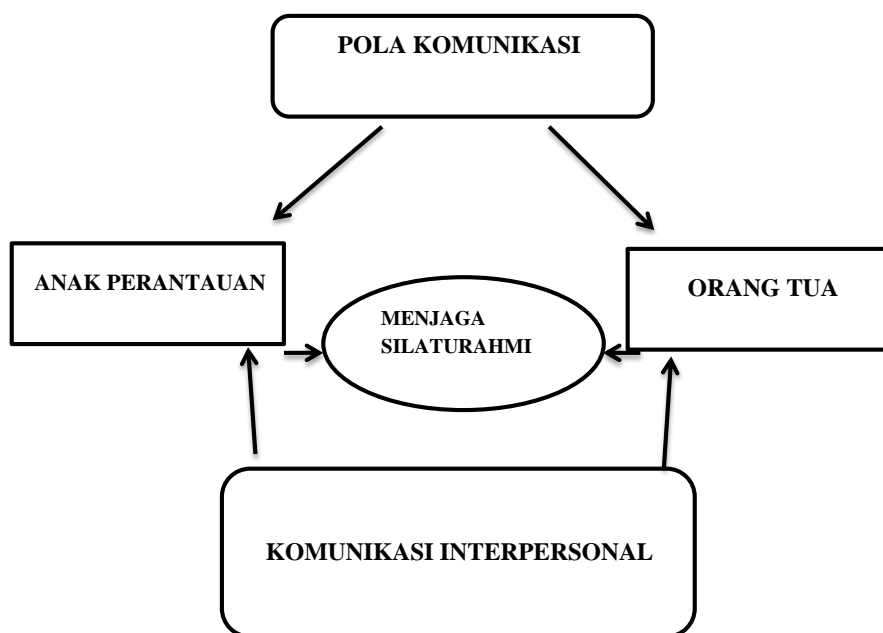 POLA KOMUNIKASI
ANAK PERANTAUAN
MENJAGA
SILATURAHMI
ORANG TUA
KOMUNIKASI INTERPERSONAL